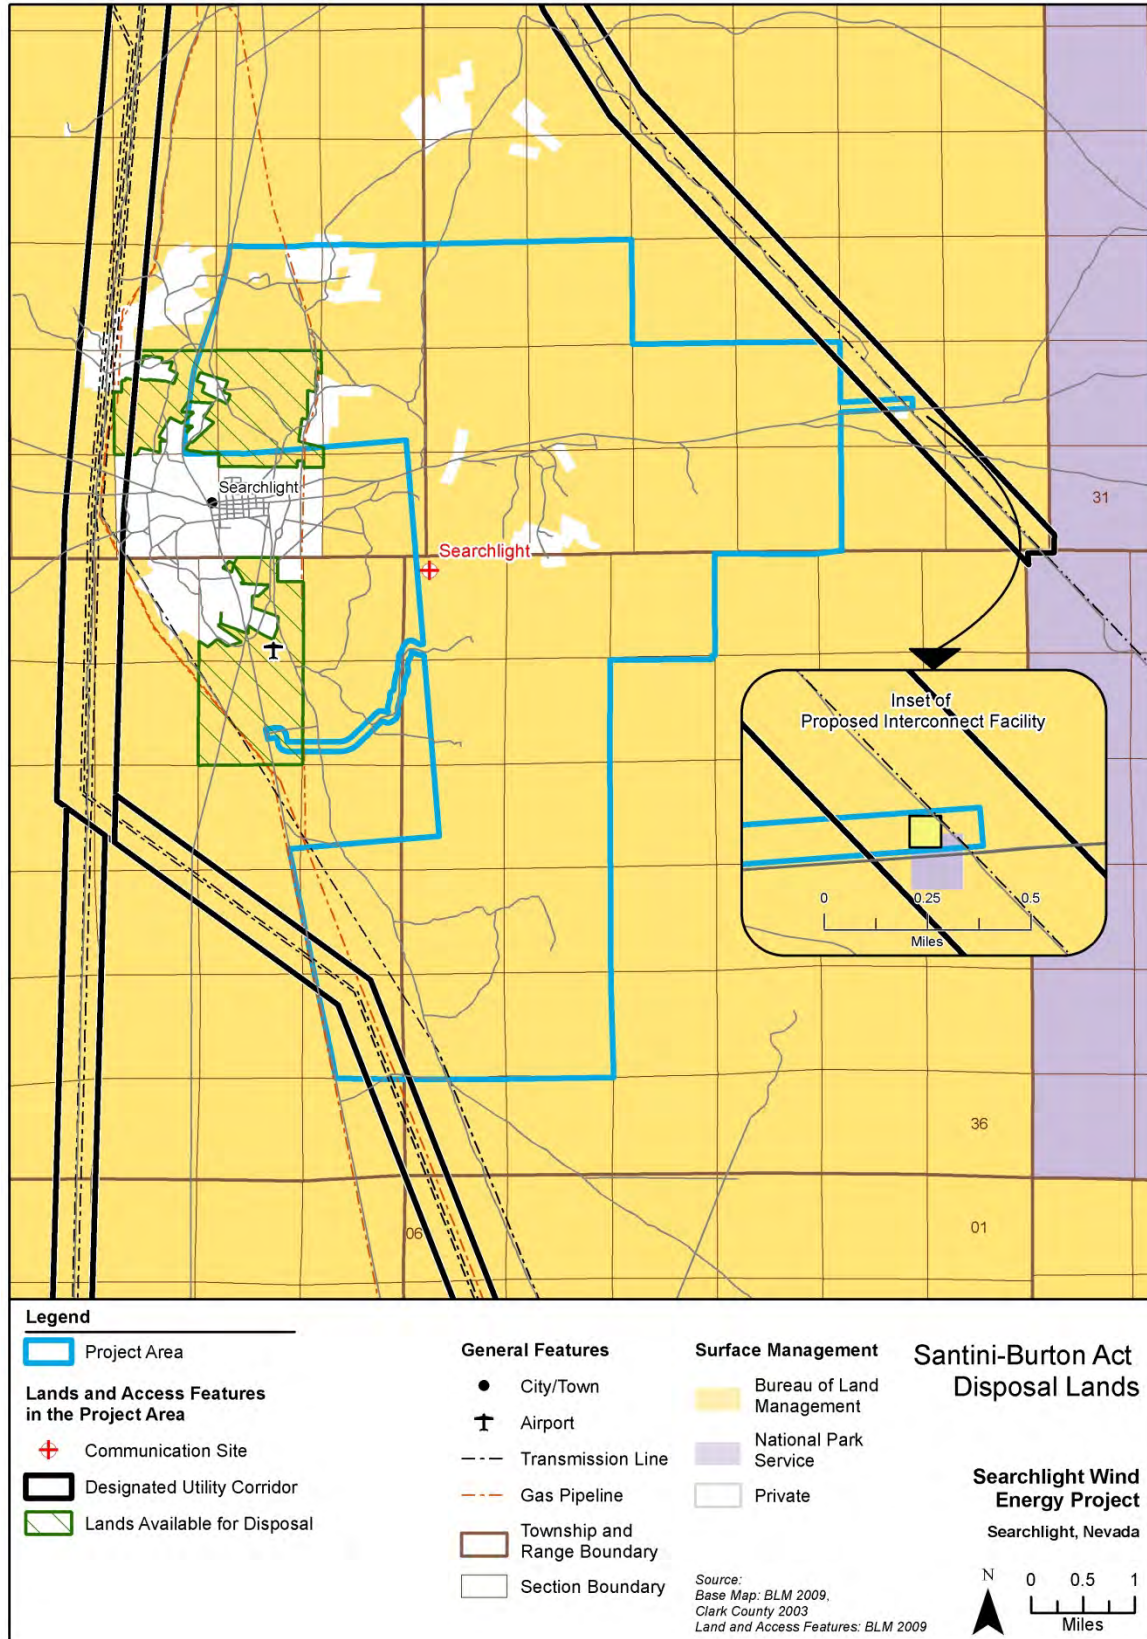 Searchlight
Searchlight
31
Inset of
Proposed Interconnect Facility
0
0.25
0.5
Miles
36
06
01
Legend
Project Area
Lands and Access Features
in the Project Area
Communication Site
Designated Utility Corridor
Lands Available for Disposal
General Features
City/Town
Airport
Transmission Line
Gas Pipeline
Township and
Range Boundary
Section Boundary
Surface Management
Bureau of Land
Management
National Park
Service
Private
Source:
Base Map: BLM 2009,
Clark County 2003
Land and Access Features: BLM 2009
Santini-Burton Act
Disposal Lands
Searchlight Wind
Energy Project
Searchlight, Nevada
N
0 0.5 1
Miles